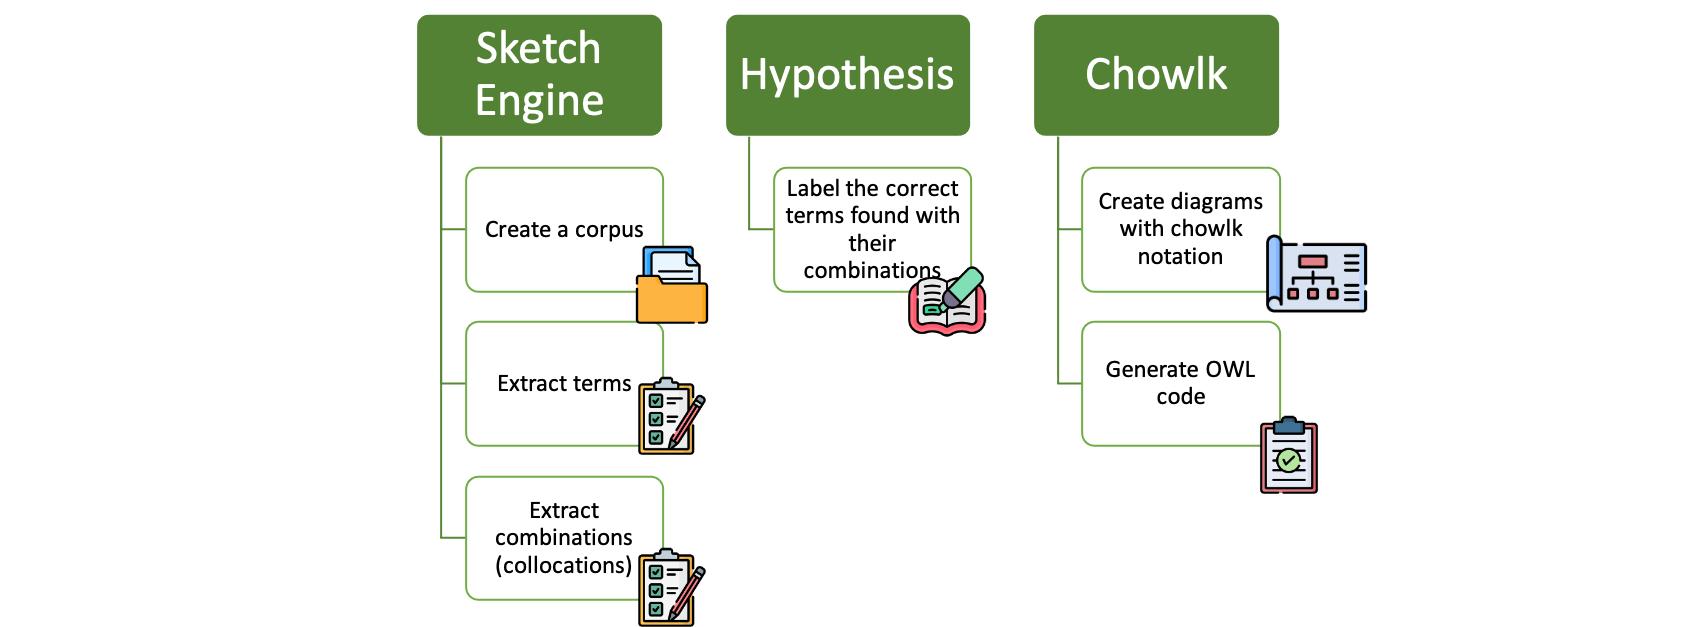 Sketch
Engine
Create a corpus
Extract terms
Extract
combinations
(collocations)
Hypothesis
Label the correct
terms found with
their
combinations
Chowlk
Create diagrams
with chowlk
notation
Generate OWL
code